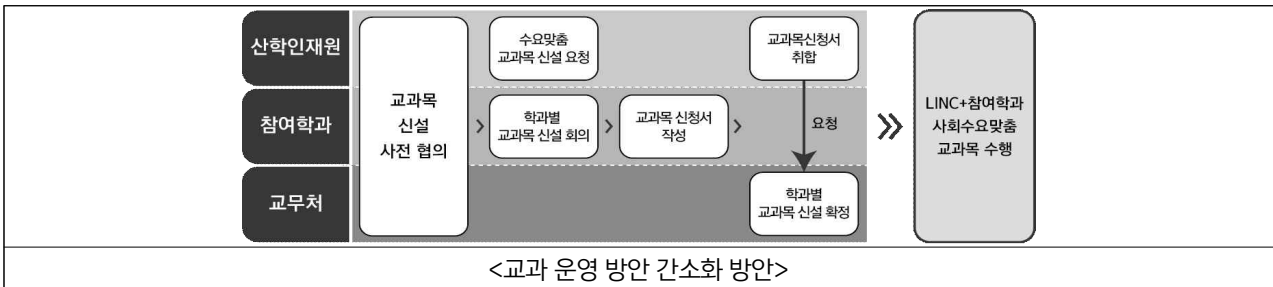 산학인재원
참여학과
교무처
교과목
신설
사전 협의
수요맞춤
교과목 신설 요청
학과별
교과목 신설 회의
교과목 신청서
작성
교과목신청서
취합
요청
학과별
교과목 신설 확정
LINC+참여학과
사회수요맞춤
교과목 수행
<교과 운영 방안 간소화 방안>